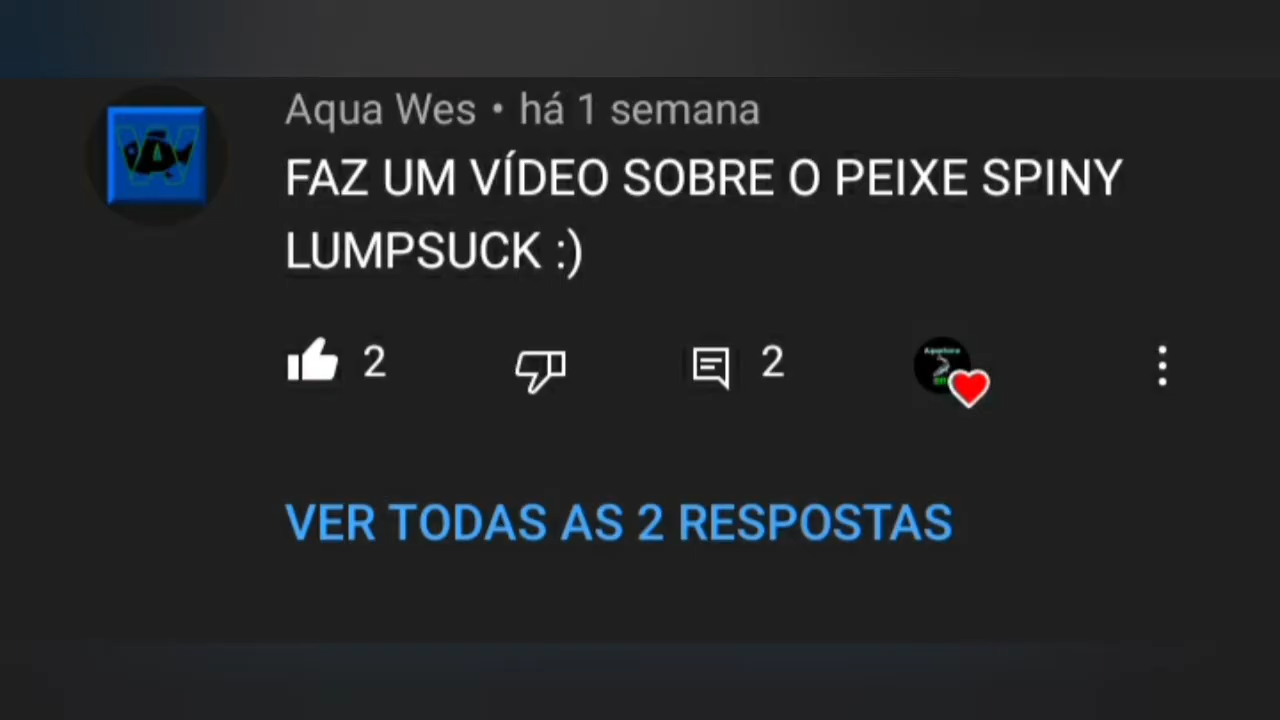 Aqua Wes • há 1 semana
FAZ UM VÍDEO SOBRE O PEIXE SPINY
LUMPSUCK :)
2 2
VER TODAS AS 2 RESPOSTAS